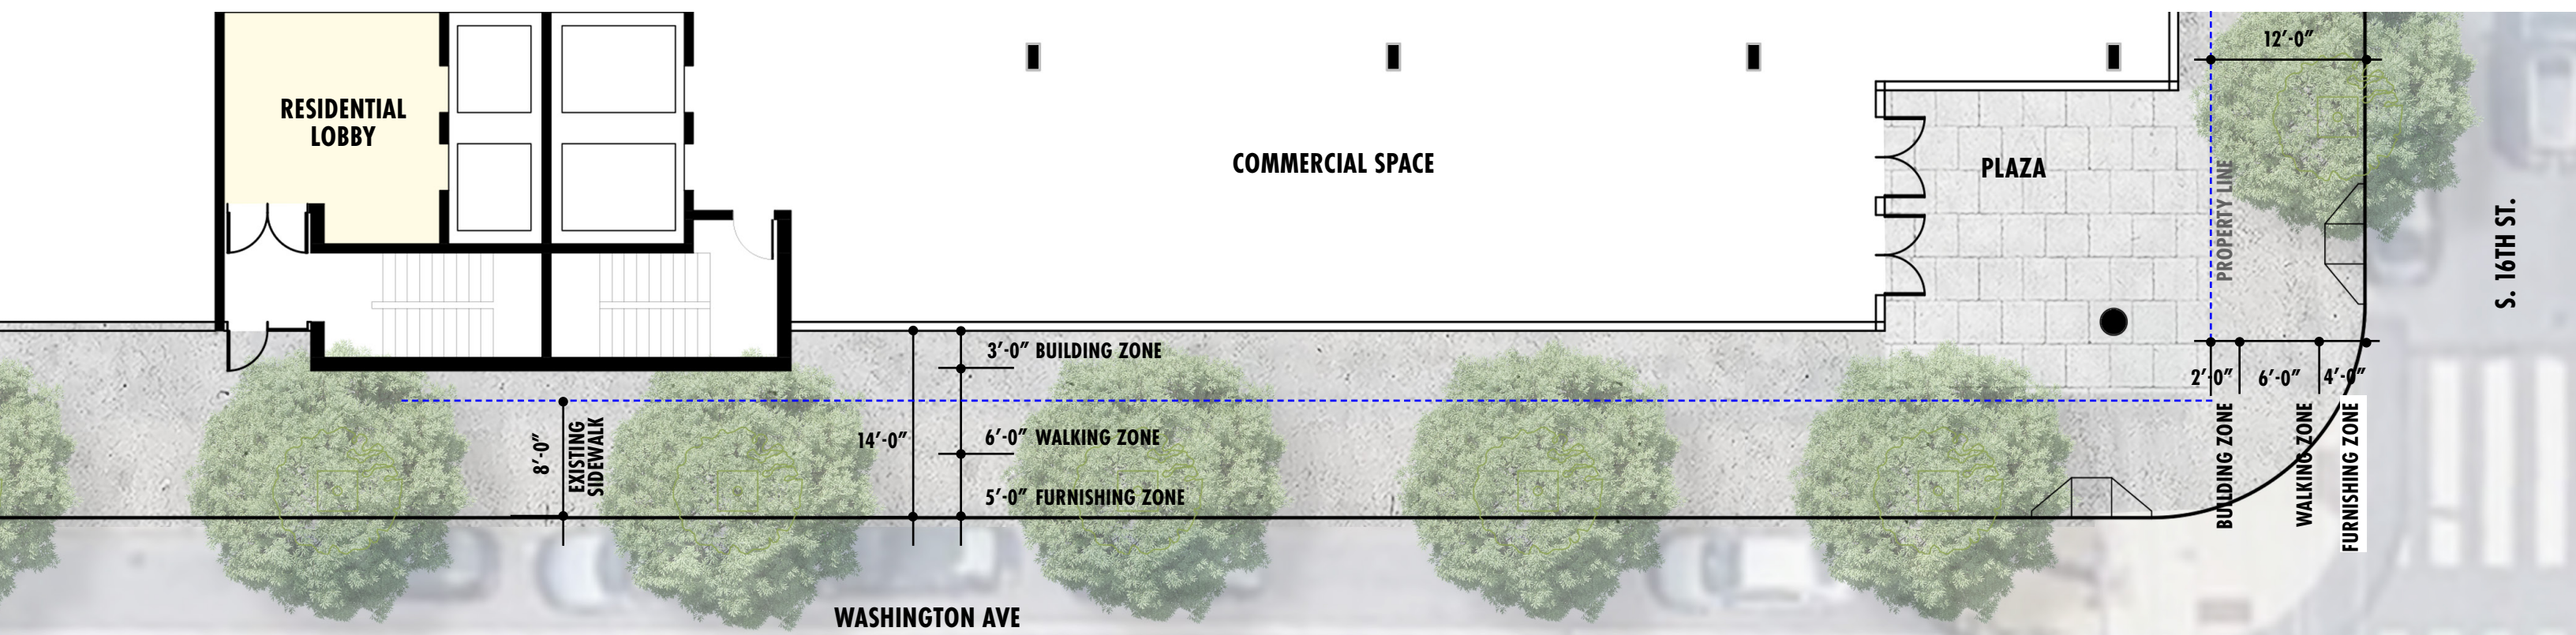 12'-0"
RESIDENTIAL
LOBBY
COMMERCIAL SPACE
PLAZA
PROPERTY LINE
S. 16TH ST.
3'-0" BUILDING ZONE
2'-0"
6'-0"
4'-0"
8'-0"
EXISTING
SIDEWALK
14'-0"
6'-0" WALKING ZONE
5'-0" FURNISHING ZONE
BUILDING ZONE
WALKING ZONE
FURNISHING ZONE
WASHINGTON AVE